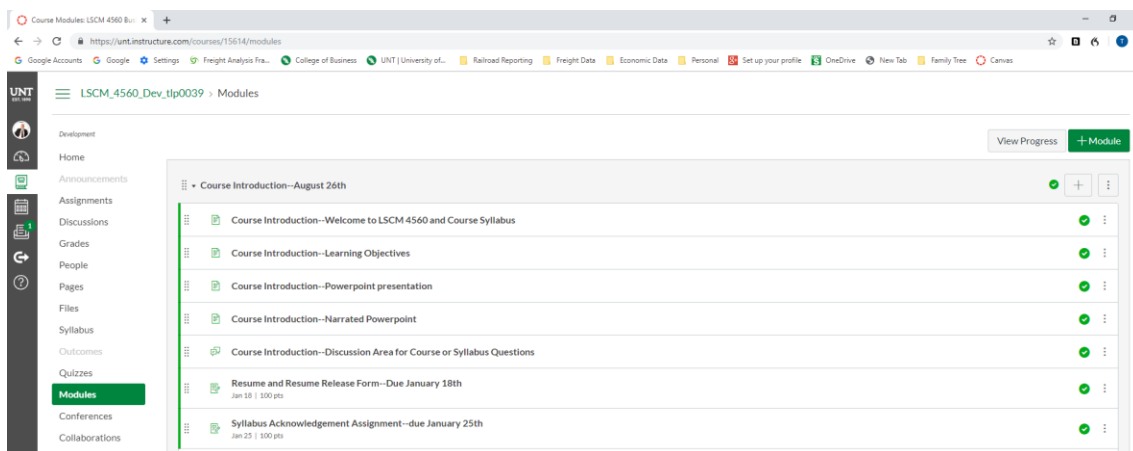 Course Modules: LSCM 4560 Bus
https://unt.instructure.com/courses/15614/modules
Google Accounts Google Settings Freight Analysis Fra... College of Business UNT | University of... Railroad Reporting Freight Data Economic Data Personal Set up your profile OneDrive New Tab Family Tree Canvas
UNT
EST. 1890
LSCM_4560_Dev_tlp0039 > Modules
Development
View Progress
+ Module
Home
Announcements
Assignments
Discussions
Grades
People
Pages
Files
Syllabus
Outcomes
Quizzes
Modules
Conferences
Collaborations
1
Course Introduction--August 26th
Course Introduction--Welcome to LSCM 4560 and Course Syllabus
Course Introduction--Learning Objectives
Course Introduction--Powerpoint presentation
Course Introduction--Narrated Powerpoint
Course Introduction--Discussion Area for Course or Syllabus Questions
Resume and Resume Release Form--Due January 18th
Jan 18 | 100 pts
Syllabus Acknowledgement Assignment--due January 25th
Jan 25 | 100 pts